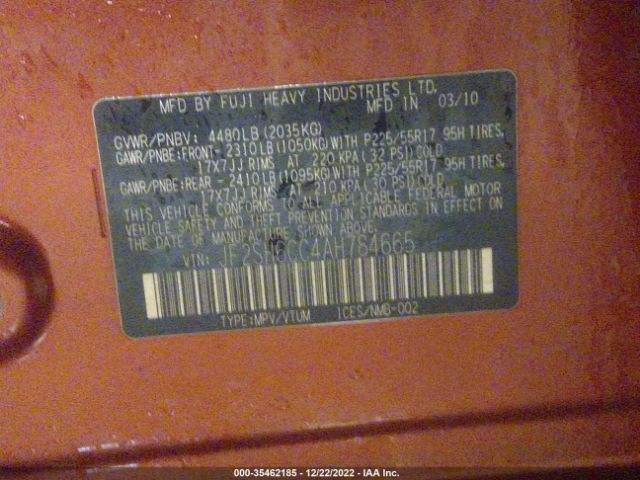 MFD BY FUJI HEAVY INDUSTRIES LTD.
MFD IN 03/10
GVWR/PNBV: 4480LB(2035KG)
GAWR/PNBE:FRONT- 2310LB(1050KG)WITH P225/55R17 95H TIRES,
17X7JJ RIMS AT 220 KPA( 32 PSI)COLD
GAWR/PNBE:REAR - 2410LB(1095KG)WITH P225/55R17 95H TIRES,
17X7JJ RIMS AT 210 KPA( 30 PSI)COLD
THIS VEHICLE CONFORMS TO ALL APPLICABLE FEDERAL MOTOR
VEHICLE SAFETY AND THEFT PREVENTION STANDARDS IN EFFECT ON
THE DATE OF MANUFACTURE SHOWN ABOVE.
VIN:
TYPE:MPV/VTUM ICES/NMB-002
000-35462185 - 12/22/2022 - IAA Inc.